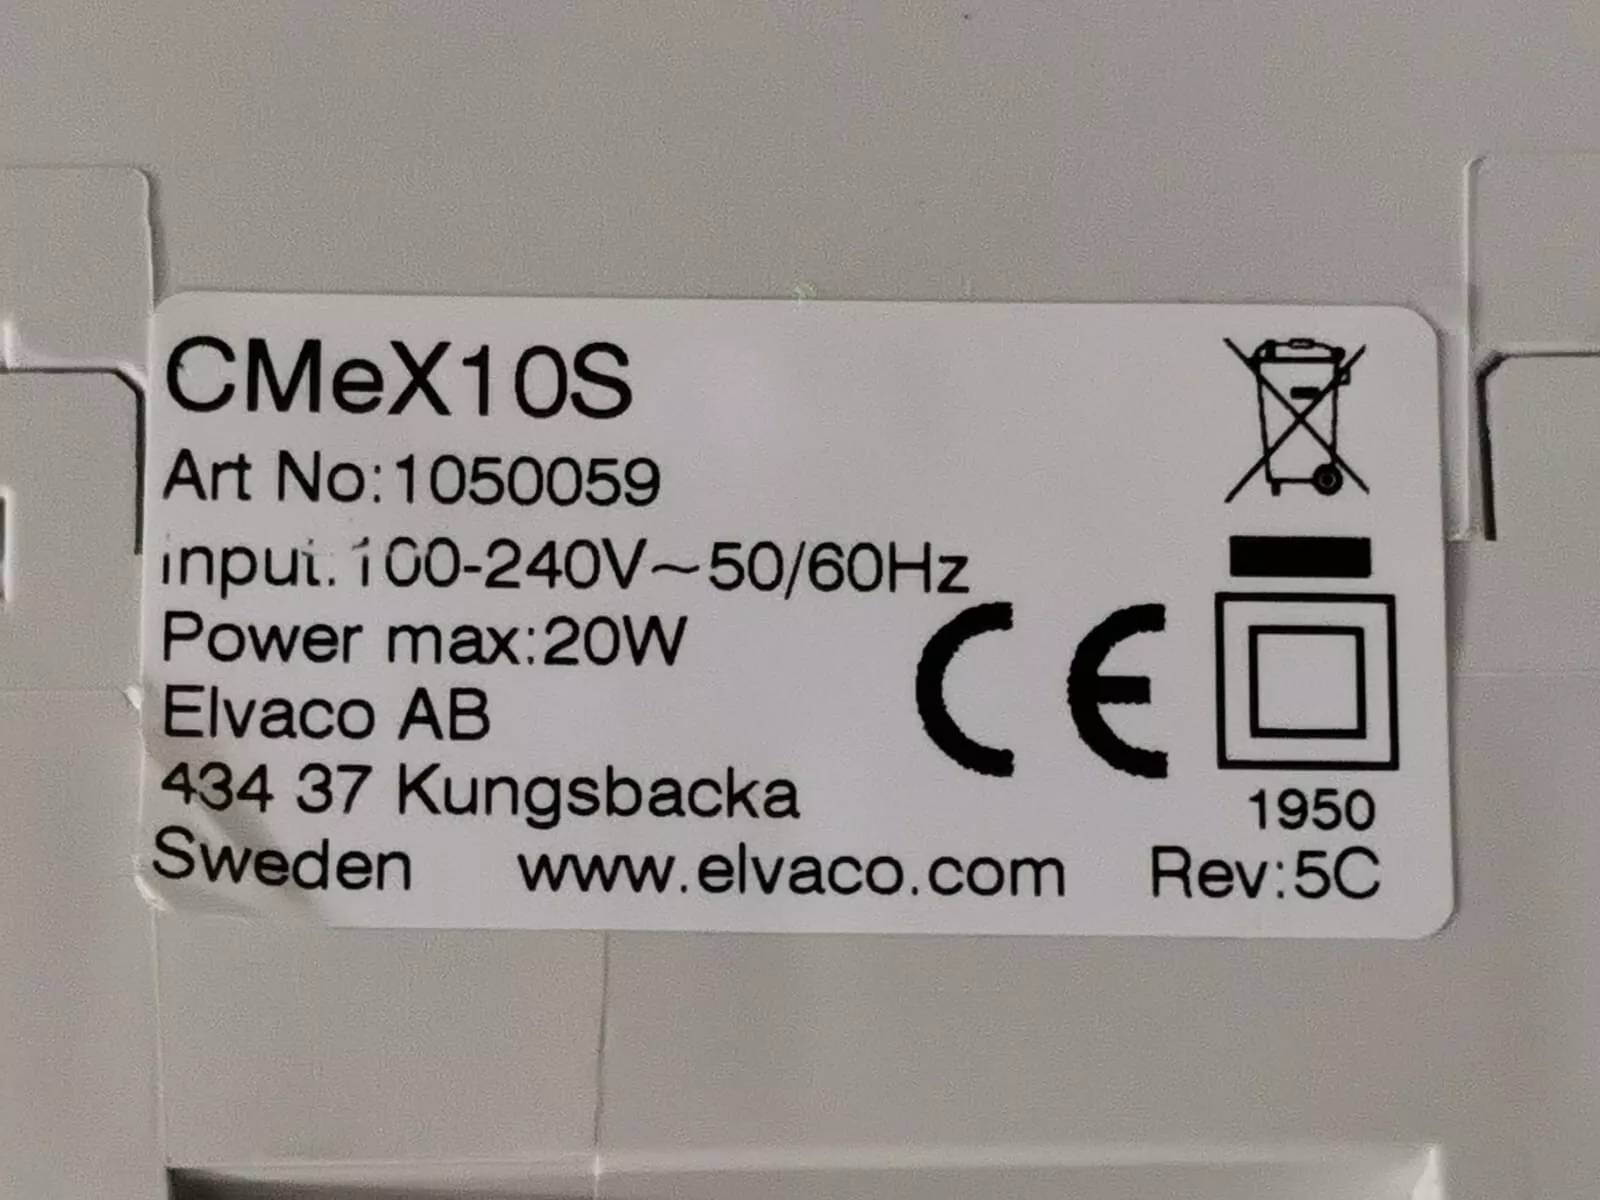 CMeX10S
Art No:1050059
input: 100-240V~50/60Hz
Power max:20W
Elvaco AB
434 37 Kungsbacka
Sweden www.elvaco.com
CE
1950
Rev:5C